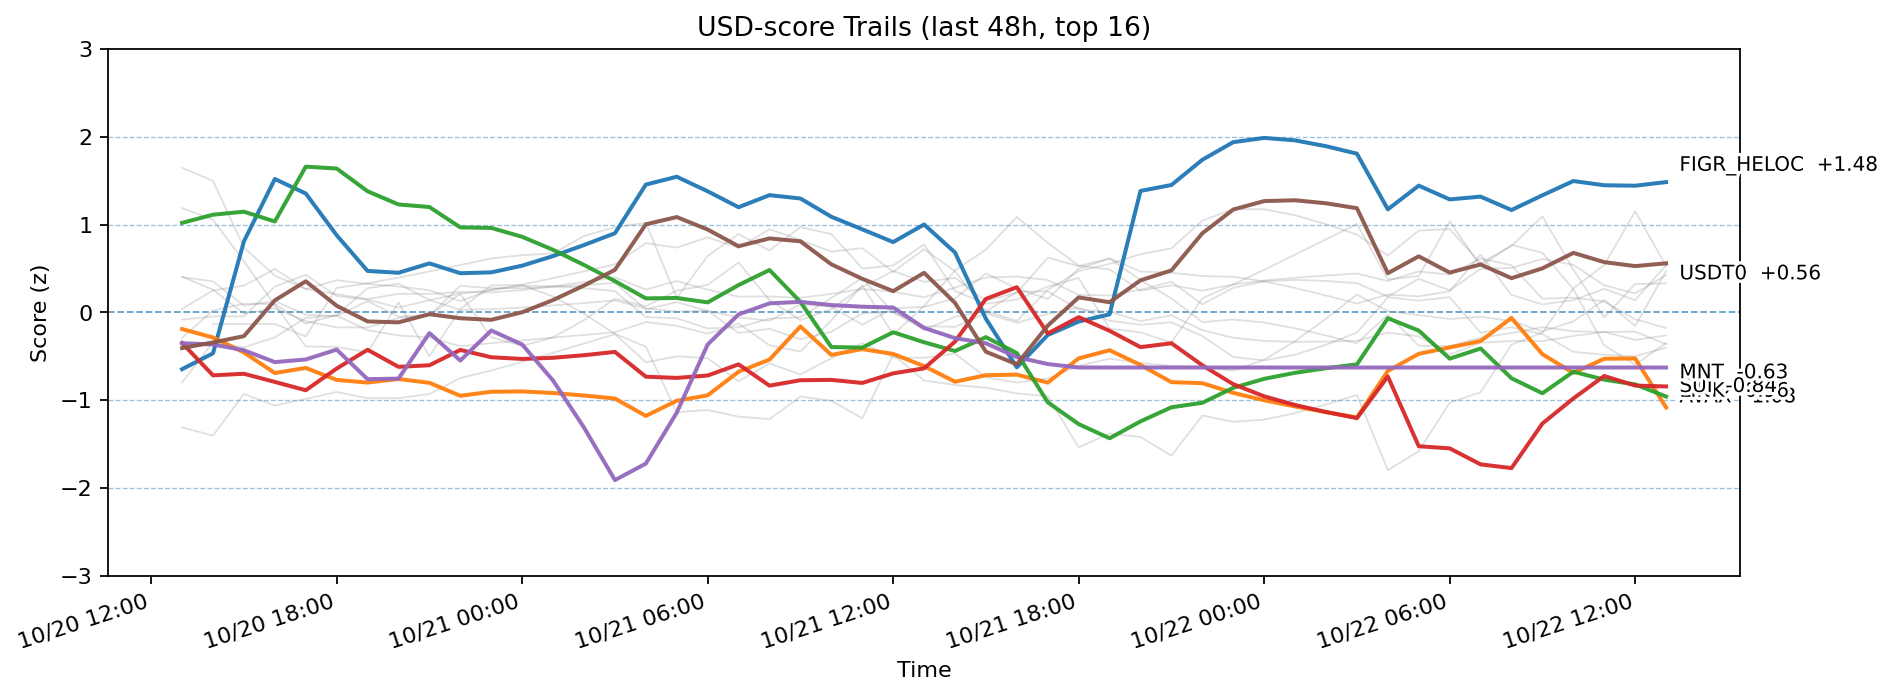 USD-score Trails (last 48h, top 16)
3
2
1
0
−1
−2
−3
Score (z)
FIGR_HELOC +1.48
USDT0 +0.56
MNT -0.63
10/20 12:00
10/20 18:00
10/21 00:00
10/21 06:00
10/21 12:00
10/21 18:00
10/22 00:00
10/22 06:00
10/22 12:00
Time